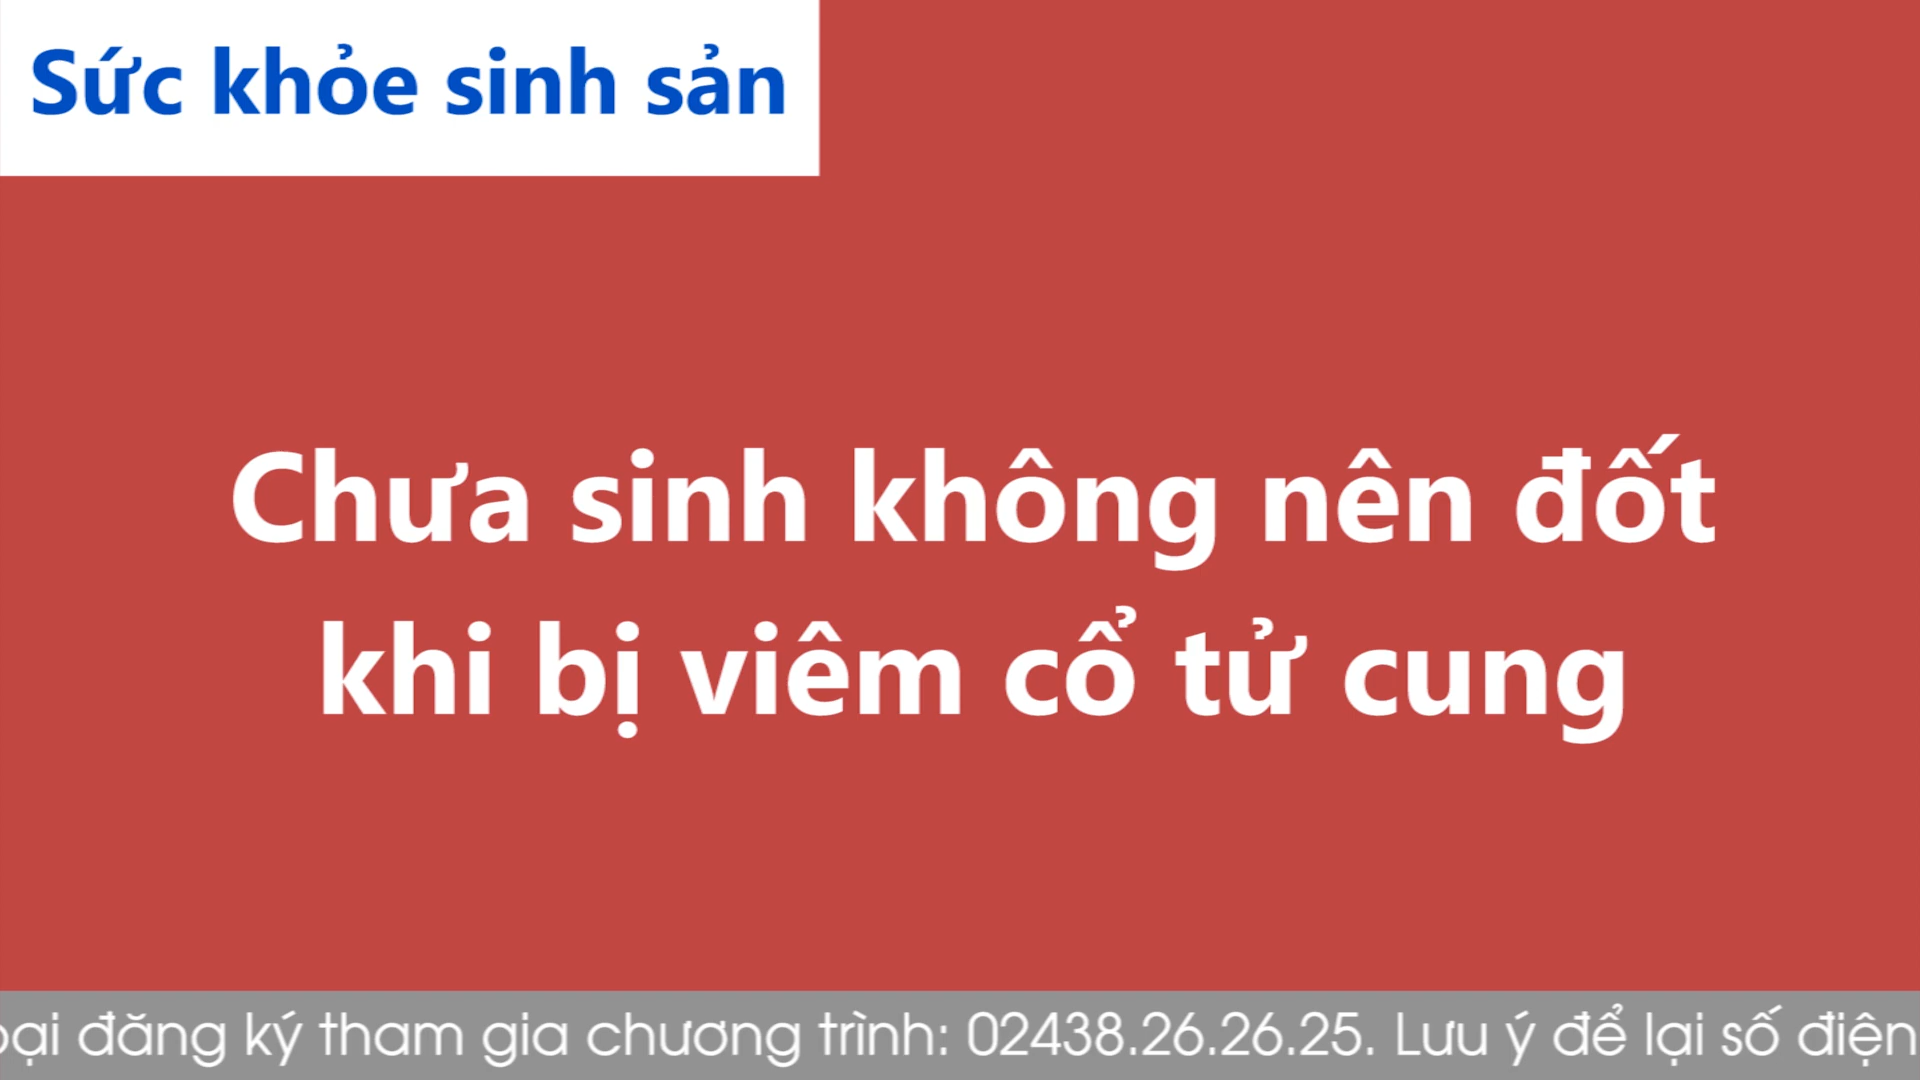 Sức khỏe sinh sản
Chưa sinh không nên đốt
khi bị viêm cổ tử cung
đăng ký tham gia chương trình: 02438.26.26.25. Lưu ý để lại số điện